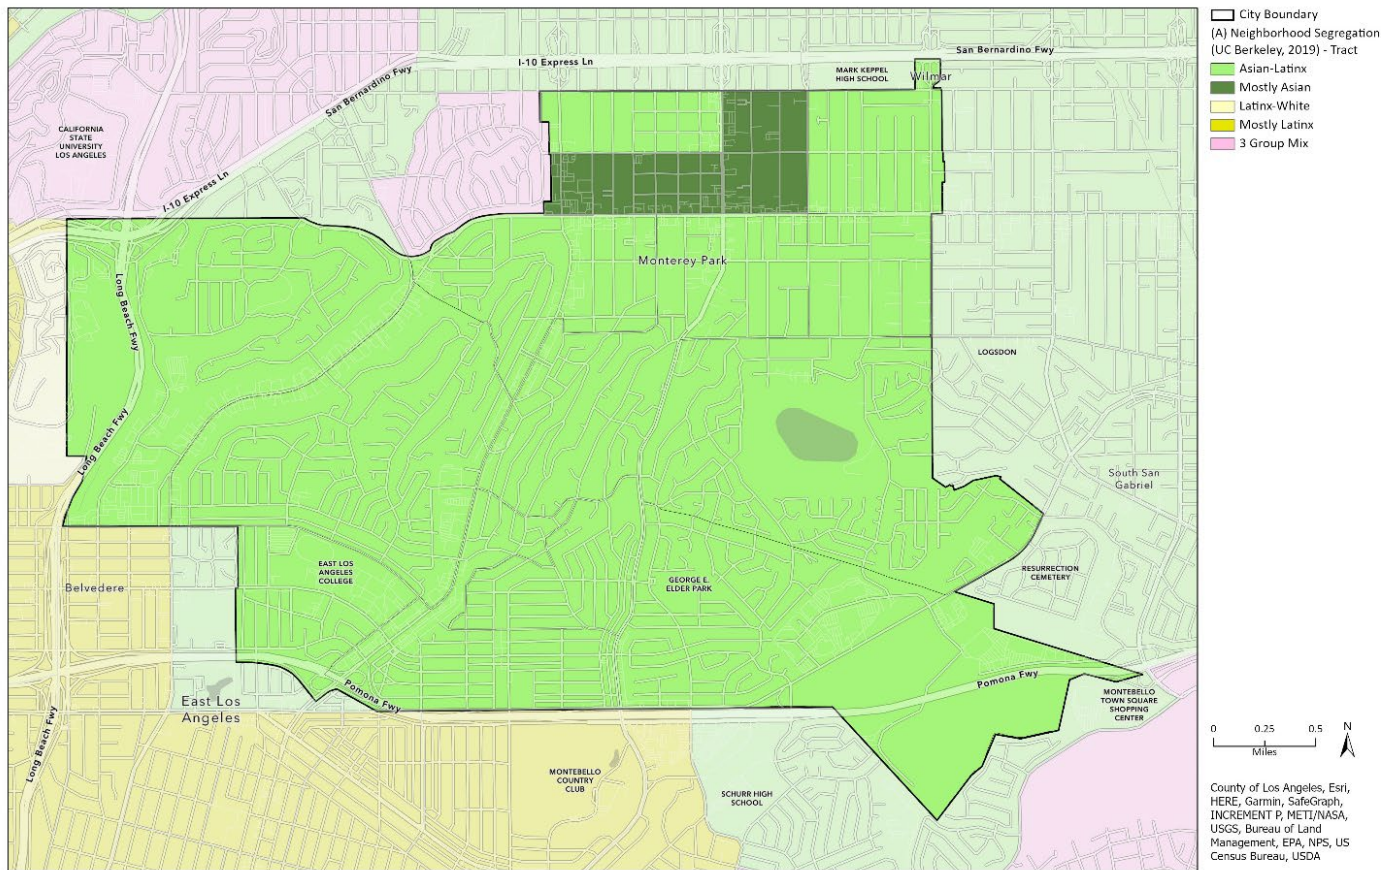 City Boundary
(A) Neighborhood Segregation
(UC Berkeley, 2019) - Tract
Asian-Latinx
Mostly Asian
Latinx-White
Mostly Latinx
3 Group Mix
San Bernardino Fwy
I-10 Express Ln
MARK KEPPEL
HIGH SCHOOL
Wilmar
San Bernardino Fwy
CALIFORNIA
STATE
UNIVERSITY
LOS ANGELES
I-10 Express Ln
Monterey Park
Long Beach Fwy
LOGSDON
Long Beach Fwy
South San
Gabriel
EAST LOS
ANGELES
COLLEGE
RESURRECTION
CEMETERY
GEORGE E.
ELDER PARK
Belvedere
Pomona Fwy
Pomona Fwy
East Los
Angeles
MONTEBELLO
TOWN SQUARE
SHOPPING
CENTER
Long Beach Fwy
MONTEBELLO
COUNTRY
CLUB
SCHURR HIGH
SCHOOL
0 0.25 0.5
Miles
N
County of Los Angeles, Esri,
HERE, Garmin, SafeGraph,
INCREMENT P, METI/NASA,
USGS, Bureau of Land
Management, EPA, NPS, US
Census Bureau, USDA